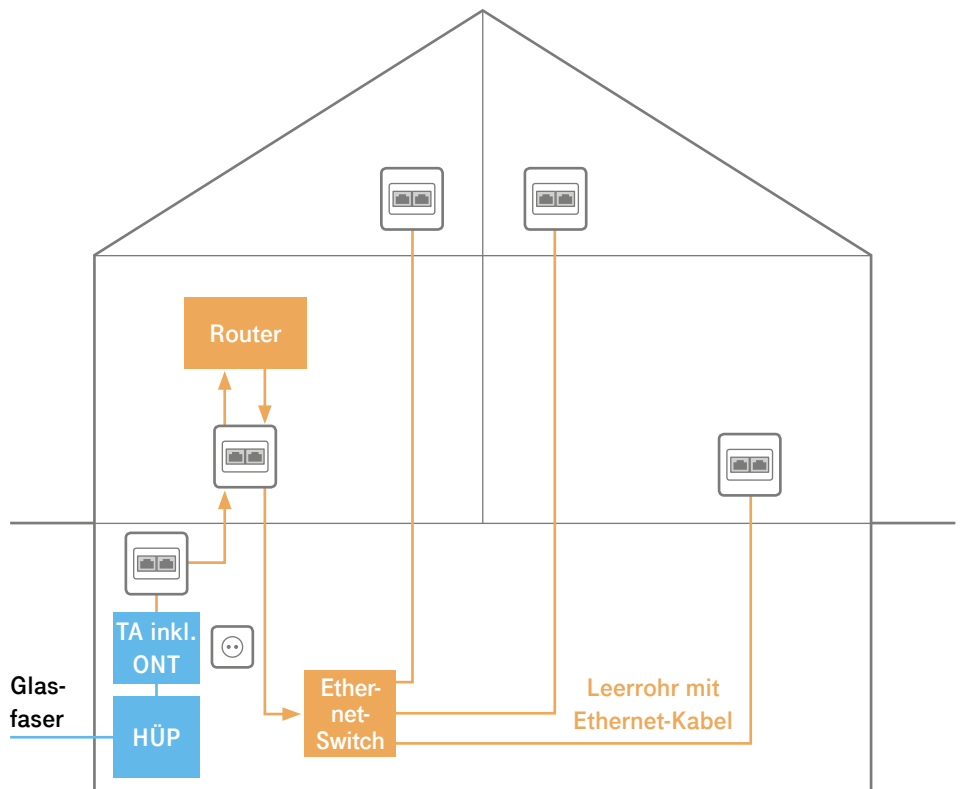 Router
TA inkl.
ONT
Glas-
faser
HÜP
Ether-
net-
Switch
Leerrohr mit
Ethernet-Kabel